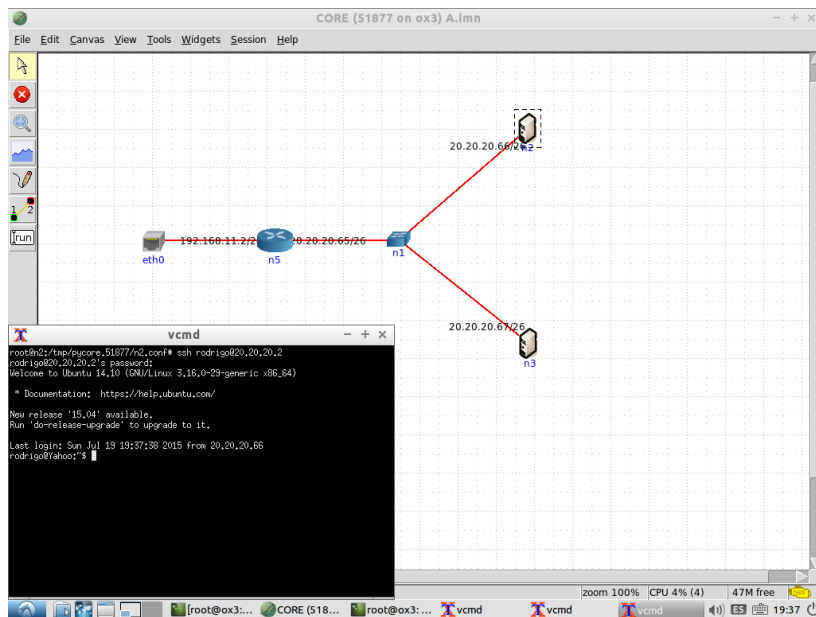 CORE (51877 on ox3) A.imn
File Edit Canvas View Tools Widgets Session Help
20.20.20.66/26
n2
192.168.11.2/2
0.20.20.65/26
eth0
n5
n1
run
20.20.20.67/26
n3
vcmd
root@n2:/tmp/pycore.51877/n2.conf# ssh rodrigo@20.20.20.2
rodrigo@20.20.20.2's password:
Welcome to Ubuntu 14.10 (GNU/Linux 3.16.0-29-generic x86_64)
* Documentation: https://help.ubuntu.com/
New release '15.04' available.
Run 'do-release-upgrade' to upgrade to it.
Last login: Sun Jul 19 19:37:38 2015 from 20.20.20.66
rodrigo@Yahoo:~$
zoom 100% CPU 4% (4) 47M free
[root@ox3:... CORE (518... root@ox3: ... vcmd vcmd vcmd ES 19:37